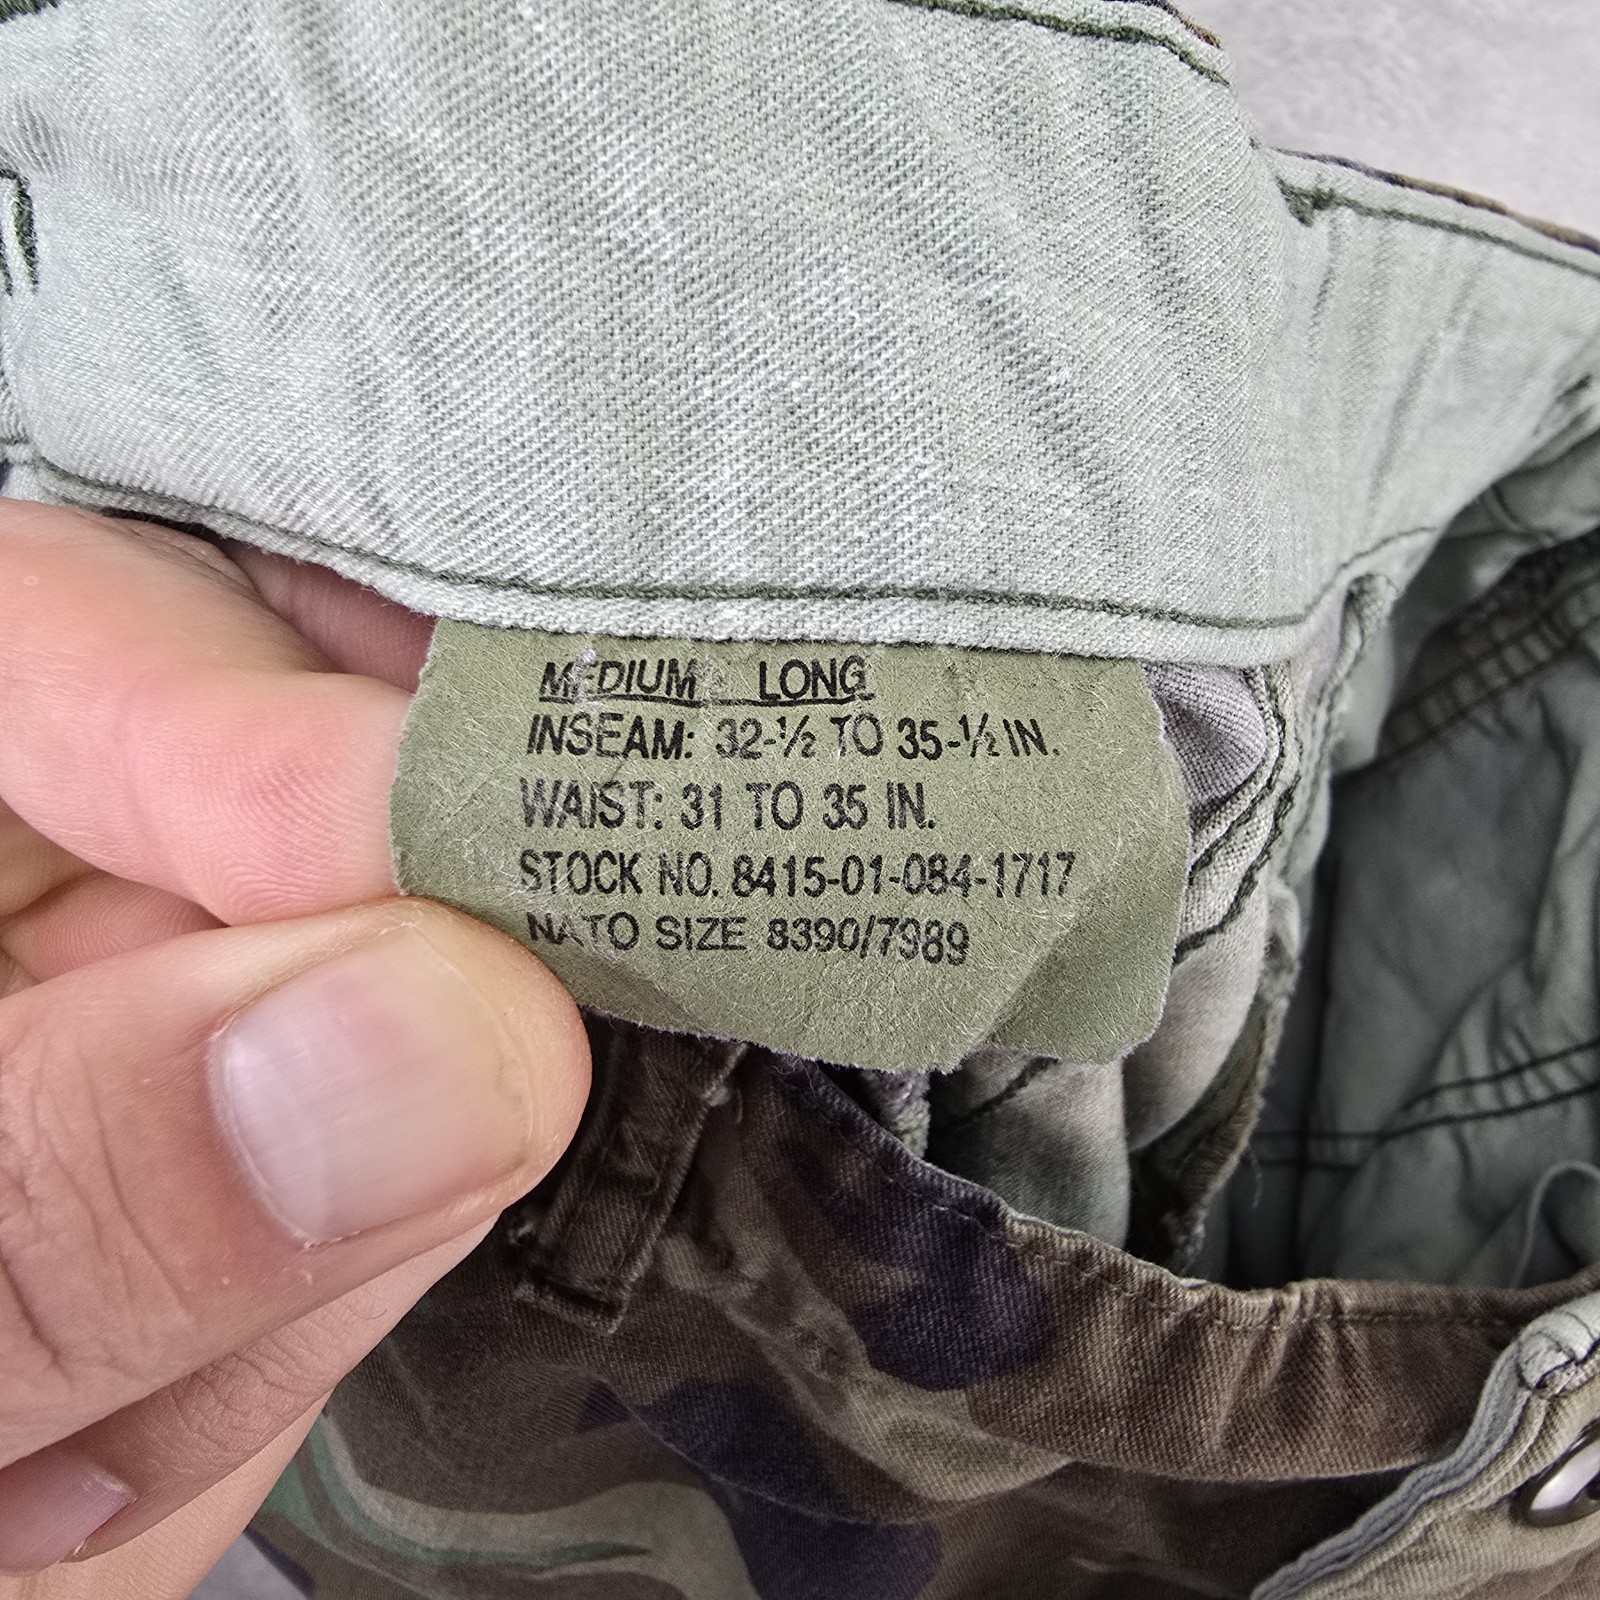 MEDIUM - LONG
INSEAM: 32-½ TO 35-½ IN.
WAIST: 31 TO 35 IN.
STOCK NO. 8415-01-084-1717
NATO SIZE 8390/7989